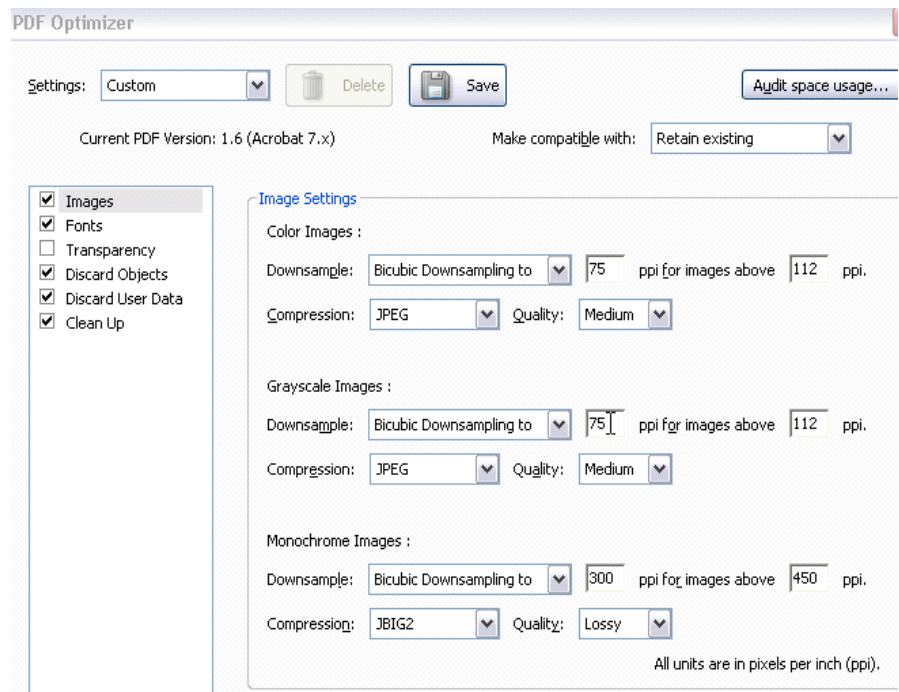 PDF Optimizer
Settings: Custom Delete Save Audit space usage...
Current PDF Version: 1.6 (Acrobat 7.x) Make compatible with: Retain existing
Images
Fonts
Transparency
Discard Objects
Discard User Data
Clean Up
Image Settings
Color Images :
Downsample: Bicubic Downsampling to 75 ppi for images above 112 ppi.
Compression: JPEG Quality: Medium
Grayscale Images :
Downsample: Bicubic Downsampling to 75 ppi for images above 112 ppi.
Compression: JPEG Quality: Medium
Monochrome Images :
Downsample: Bicubic Downsampling to 300 ppi for images above 450 ppi.
Compression: JBIG2 Quality: Lossy
All units are in pixels per inch (ppi).